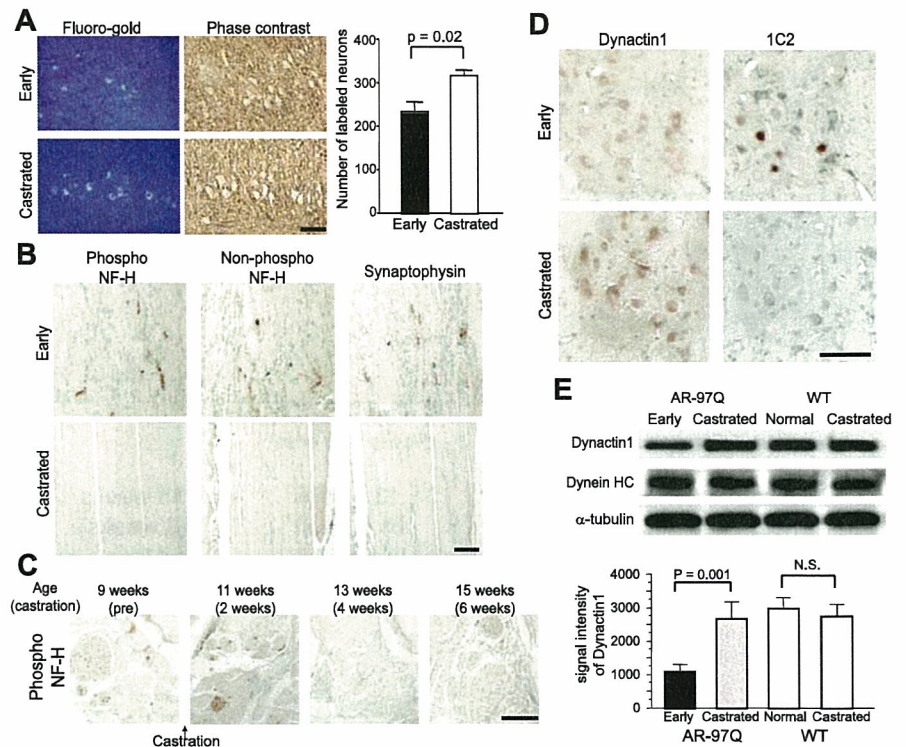 A
Fluoro-gold
Phase contrast
Early
Castrated
Number of labeled neurons
400
300
200
100
0
p = 0.02
Early Castrated
B
Phospho
NF-H
Non-phospho
NF-H
Synaptophysin
Early
Castrated
C
Age
(castration)
9 weeks
(pre)
11 weeks
(2 weeks)
13 weeks
(4 weeks)
15 weeks
(6 weeks)
Phospho
NF-H
Castration
D
Dynactin1
1C2
Early
Castrated
E
AR-97Q
WT
Early Castrated Normal Castrated
Dynactin1
Dynein HC
α-tubulin
signal intensity
of Dynactin1
4000
3000
2000
1000
0
P = 0.001
N.S.
Early Castrated Normal Castrated
AR-97Q
WT